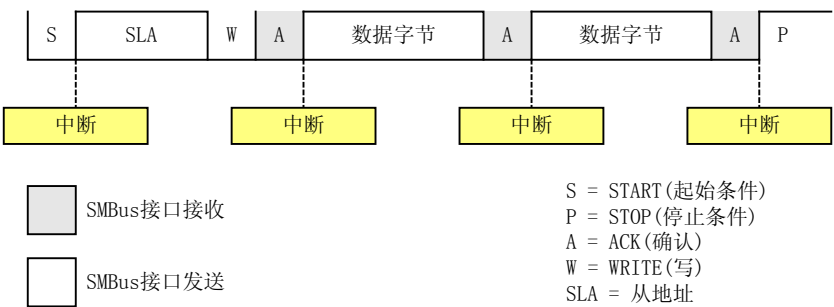 S SLA W A 数据字节 A 数据字节 A P
中断 中断 中断 中断
SMBus接口接收
SMBus接口发送
S = START(起始条件)
P = STOP(停止条件)
A = ACK(确认)
W = WRITE(写)
SLA = 从地址